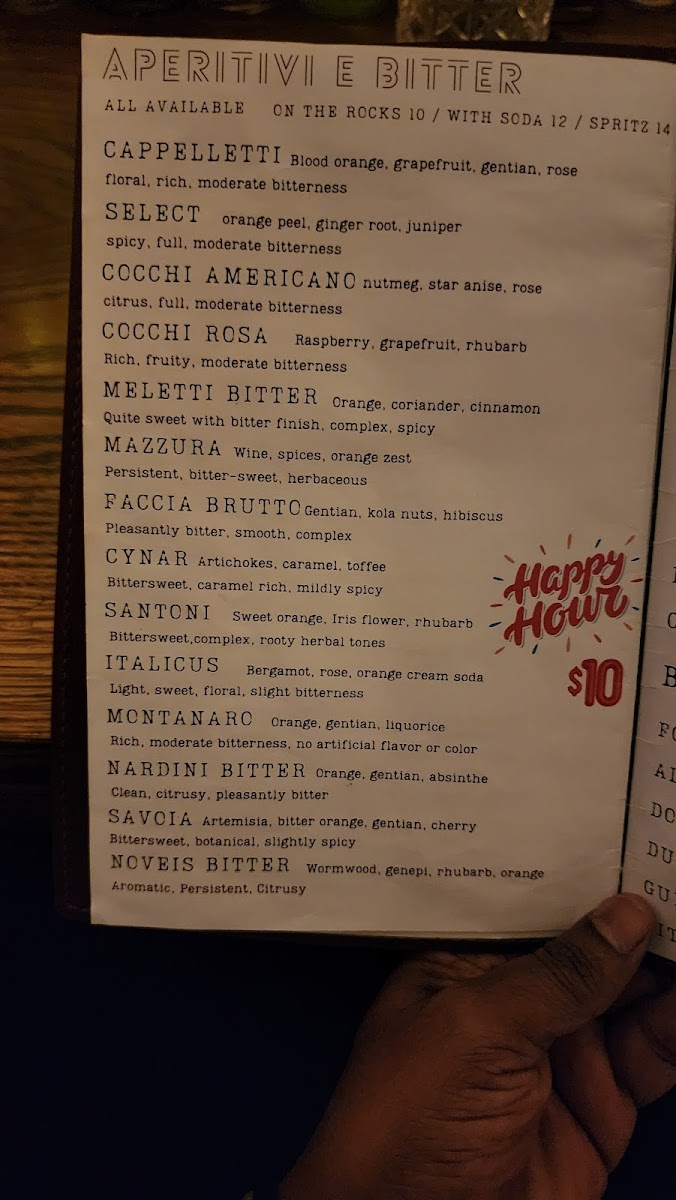 APERITIVI E BITTER
ALL AVAILABLE ON THE ROCKS 10 / WITH SODA 12 / SPRITZ 14
CAPPELLETTI Blood orange, grapefruit, gentian, rose
floral, rich, moderate bitterness
SELECT orange peel, ginger root, juniper
spicy, full, moderate bitterness
COCCHI AMERICANO nutmeg, star anise, rose
citrus, full, moderate bitterness
COCCHI ROSA Raspberry, grapefruit, rhubarb
Rich, fruity, moderate bitterness
MELETTI BITTER Orange, coriander, cinnamon
Quite sweet with bitter finish, complex, spicy
MAZZURA Wine, spices, orange zest
Persistent, bitter-sweet, herbaceous
FACCIA BRUTTO Gentian, kola nuts, hibiscus
Pleasantly bitter, smooth, complex
CYNAR Artichokes, caramel, toffee
Bittersweet, caramel rich, mildly spicy
SANTONI Sweet orange, Iris flower, rhubarb
Bittersweet,complex, rooty herbal tones
ITALICUS Bergamot, rose, orange cream soda
Light, sweet, floral, slight bitterness
MONTANARO Orange, gentian, liquorice
Rich, moderate bitterness, no artificial flavor or color
NARDINI BITTER Orange, gentian, absinthe
Clean, citrusy, pleasantly bitter
SAVOIA Artemisia, bitter orange, gentian, cherry
Bittersweet, botanical, slightly spicy
NOVEIS BITTER Wormwood, genepi, rhubarb, orange
Aromatic, Persistent, Citrusy
Happy
Hour
$10